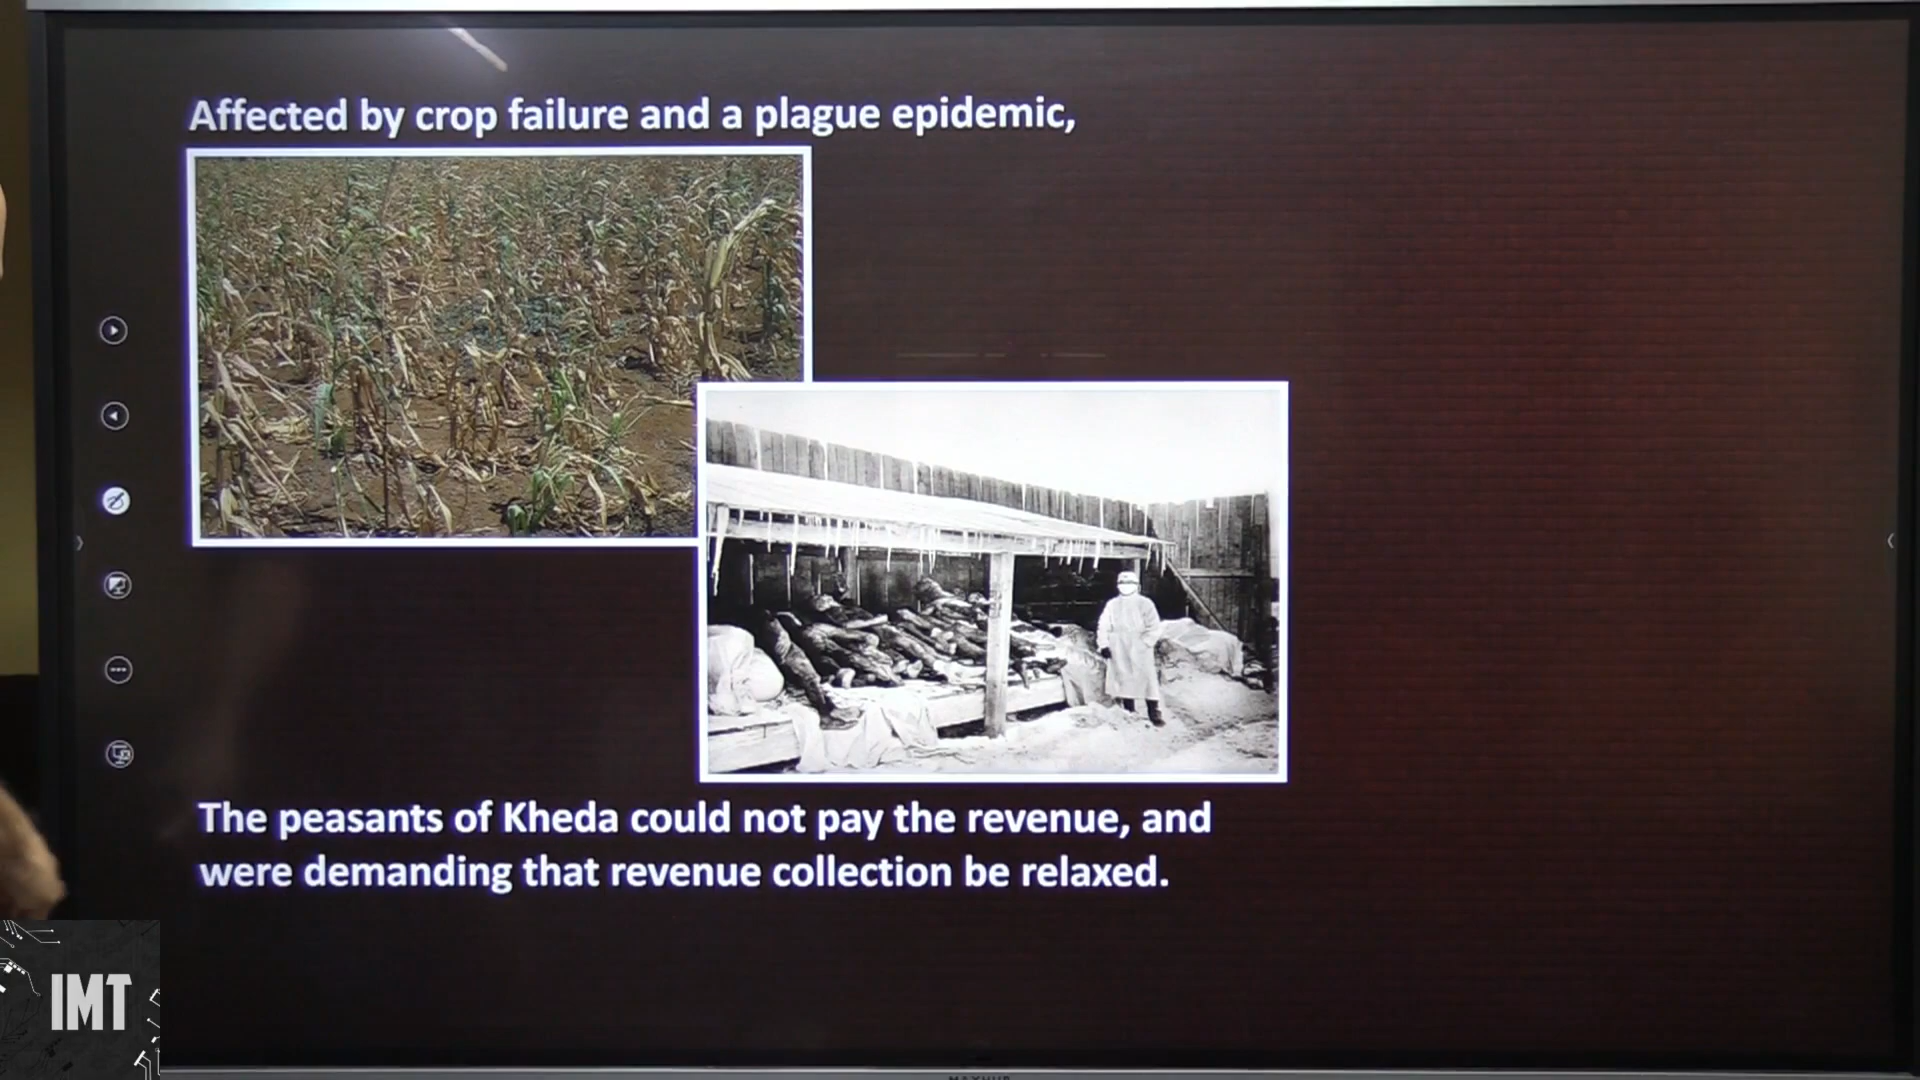 Affected by crop failure and a plague epidemic,
The peasants of Kheda could not pay the revenue, and
were demanding that revenue collection be relaxed.
IMT
MAXHUB